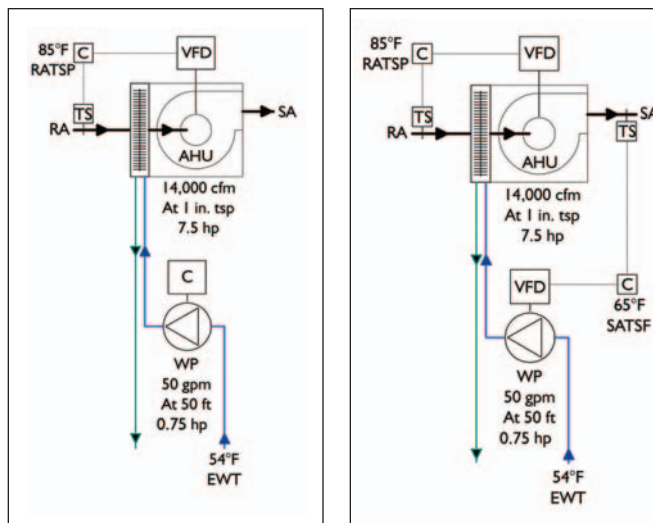 85°F
RATSP
C
VFD
TS
RA
SA
AHU
14,000 cfm
At 1 in. tsp
7.5 hp
C
WP
50 gpm
At 50 ft
0.75 hp
54°F
EWT
85°F
RATSP
C
VFD
TS
RA
SA
TS
AHU
14,000 cfm
At 1 in. tsp
7.5 hp
VFD
C
65°F
SATSF
WP
50 gpm
At 50 ft
0.75 hp
54°F
EWT